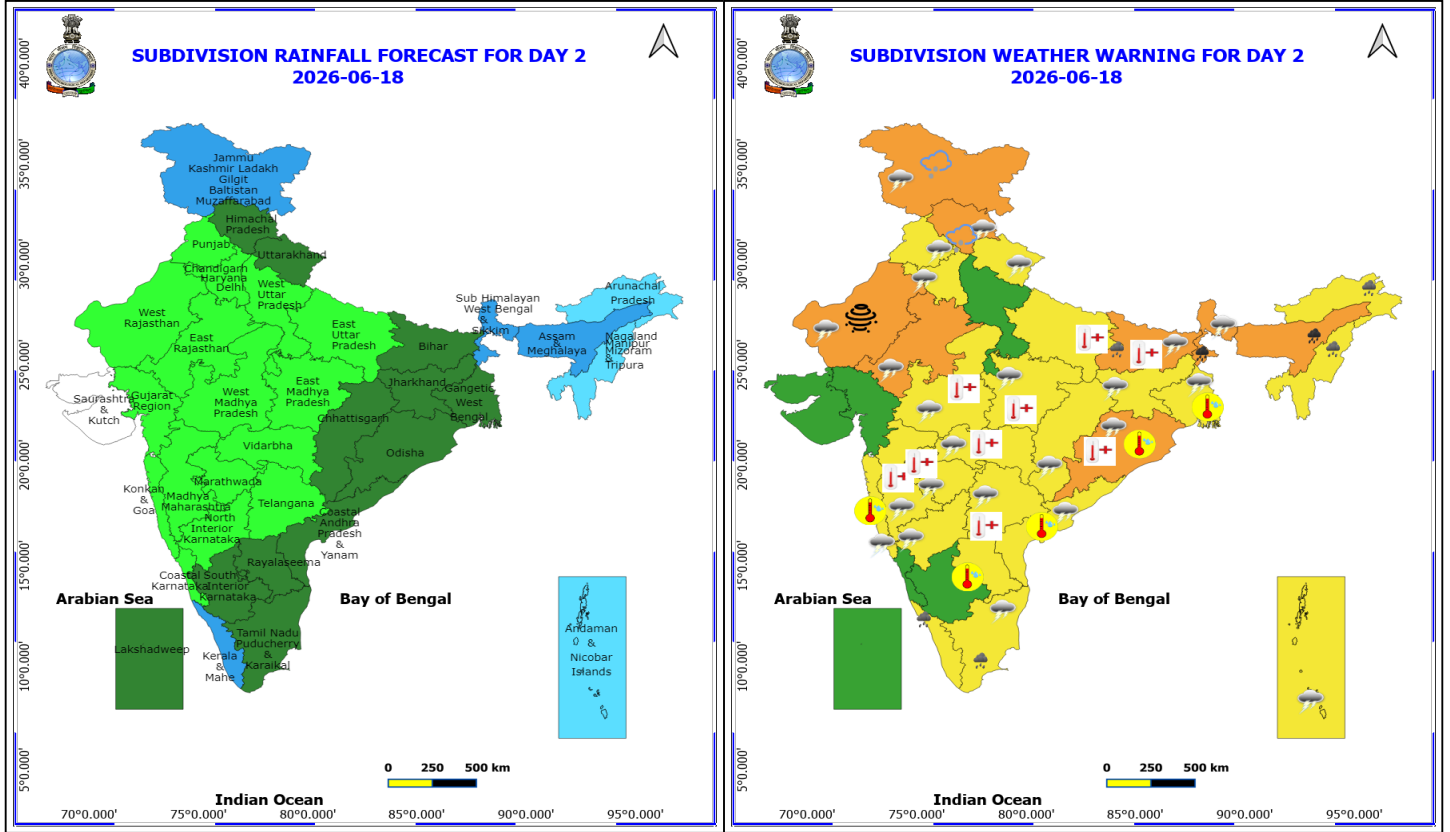 SUBDIVISION RAINFALL FORECAST FOR DAY 2
2026-06-18
40°0.000'
35°0.000'
30°0.000'
25°0.000'
20°0.000'
15°0.000'
10°0.000'
5°0.000'
Jammu
Kashmir Ladakh
Gilgit
Baltistan
Muzaffarabad
Himachal
Pradesh
Punjab
Uttarakhand
Chandigarh
Haryana
Delhi
West
Uttar
Pradesh
Arunachal
Pradesh
Sub Himalayan
West Bengal
&
Sikkim
West
Rajasthan
East
Rajasthan
East
Uttar
Pradesh
Bihar
Assam
&
Meghalaya
Nagaland
Manipur
Mizoram
&
Tripura
Saurashtra
&
Kutch
Gujarat
Region
West
Madhya
Pradesh
East
Madhya
Pradesh
Jharkhand
Gangetic
West
Bengal
Chhattisgarh
Vidarbha
Odisha
Konkan
&
Goa
Marathwada
Madhya
Maharashtra
North
Interior
Karnataka
Telangana
Coastal
Andhra
Pradesh
&
Yanam
Rayalaseema
Coastal
Karnataka
South
Interior
Karnataka
Arabian Sea
Bay of Bengal
Lakshadweep
Kerala
&
Mahe
Tamil Nadu
Puducherry
&
Karaikal
Andaman
&
Nicobar
Islands
0 250 500 km
Indian Ocean
70°0.000' 75°0.000' 80°0.000' 85°0.000' 90°0.000' 95°0.000'
SUBDIVISION WEATHER WARNING FOR DAY 2
2026-06-18
40°0.000'
35°0.000'
30°0.000'
25°0.000'
20°0.000'
15°0.000'
10°0.000'
5°0.000'
Arabian Sea
Bay of Bengal
0 250 500 km
Indian Ocean
70°0.000' 75°0.000' 80°0.000' 85°0.000' 90°0.000' 95°0.000'